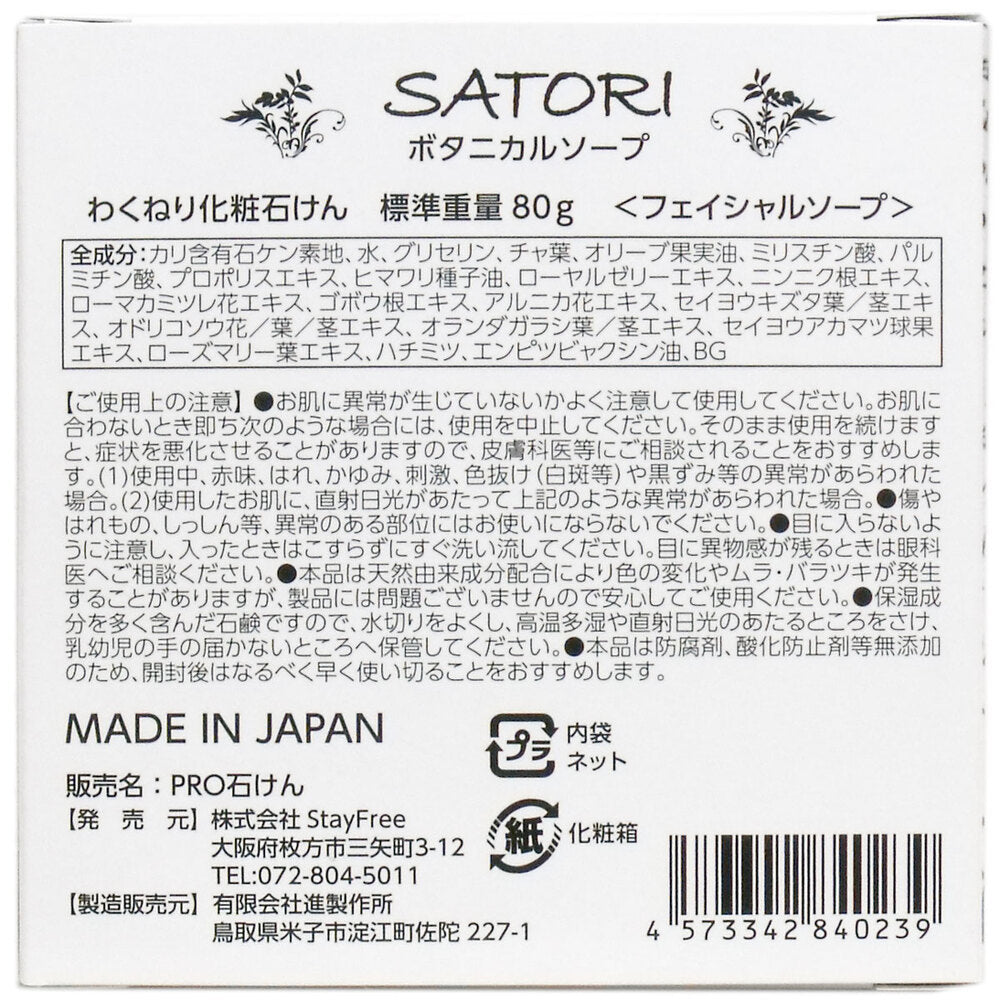 SATORI
ボタニカルソープ
わくねり化粧石けん 標準重量 80g <フェイシャルソープ>
全成分:カリ含有石ケン素地、水、グリセリン、チャ葉、オリーブ果実油、ミリスチン酸、パル
ミチン酸、プロポリスエキス、ヒマワリ種子油、ローヤルゼリーエキス、ニンニク根エキス、
ローマカミツレ花エキス、ゴボウ根エキス、アルニカ花エキス、セイヨウキズタ葉/茎エキ
ス、オドリコソウ花/葉/茎エキス、オランダガラシ葉/茎エキス、セイヨウアカマツ球果
エキス、ローズマリー葉エキス、ハチミツ、エンピツビャクシン油、BG
【ご使用上の注意】●お肌に異常が生じていないかよく注意して使用してください。お肌に
合わないとき即ち次のような場合には、使用を中止してください。そのまま使用を続けます
と、症状を悪化させることがありますので、皮膚科医等にご相談されることをおすすめしま
す。(1)使用中、赤味、はれ、かゆみ、刺激、色抜け(白斑等)や黒ずみ等の異常があらわれた
場合。(2)使用したお肌に、直射日光があたって上記のような異常があらわれた場合。●傷や
はれもの、しっしん等、異常のある部位にはお使いにならないでください。●目に入らないよ
うに注意し、入ったときはこすらずにすぐ洗い流してください。目に異物感が残るときは眼科
医へご相談ください。●本品は天然由来成分配合により色の変化やムラ・バラツキが発生
することがありますが、製品には問題ございませんので安心してご使用ください。●保湿成
分を多く含んだ石鹸ですので、水切りをよくし、高温多湿や直射日光のあたるところをさけ、
乳幼児の手の届かないところへ保管してください。●本品は防腐剤、酸化防止剤等無添加
のため、開封後はなるべく早く使い切ることをおすすめします。
MADE IN JAPAN
プラ 内袋
ネット
販売名:PRO石けん
【発売元】株式会社 StayFree
大阪府枚方市三矢町3-12
TEL:072-804-5011
紙 化粧箱
【製造販売元】有限会社進製作所
鳥取県米子市淀江町佐陀 227-1
4 573342 840239